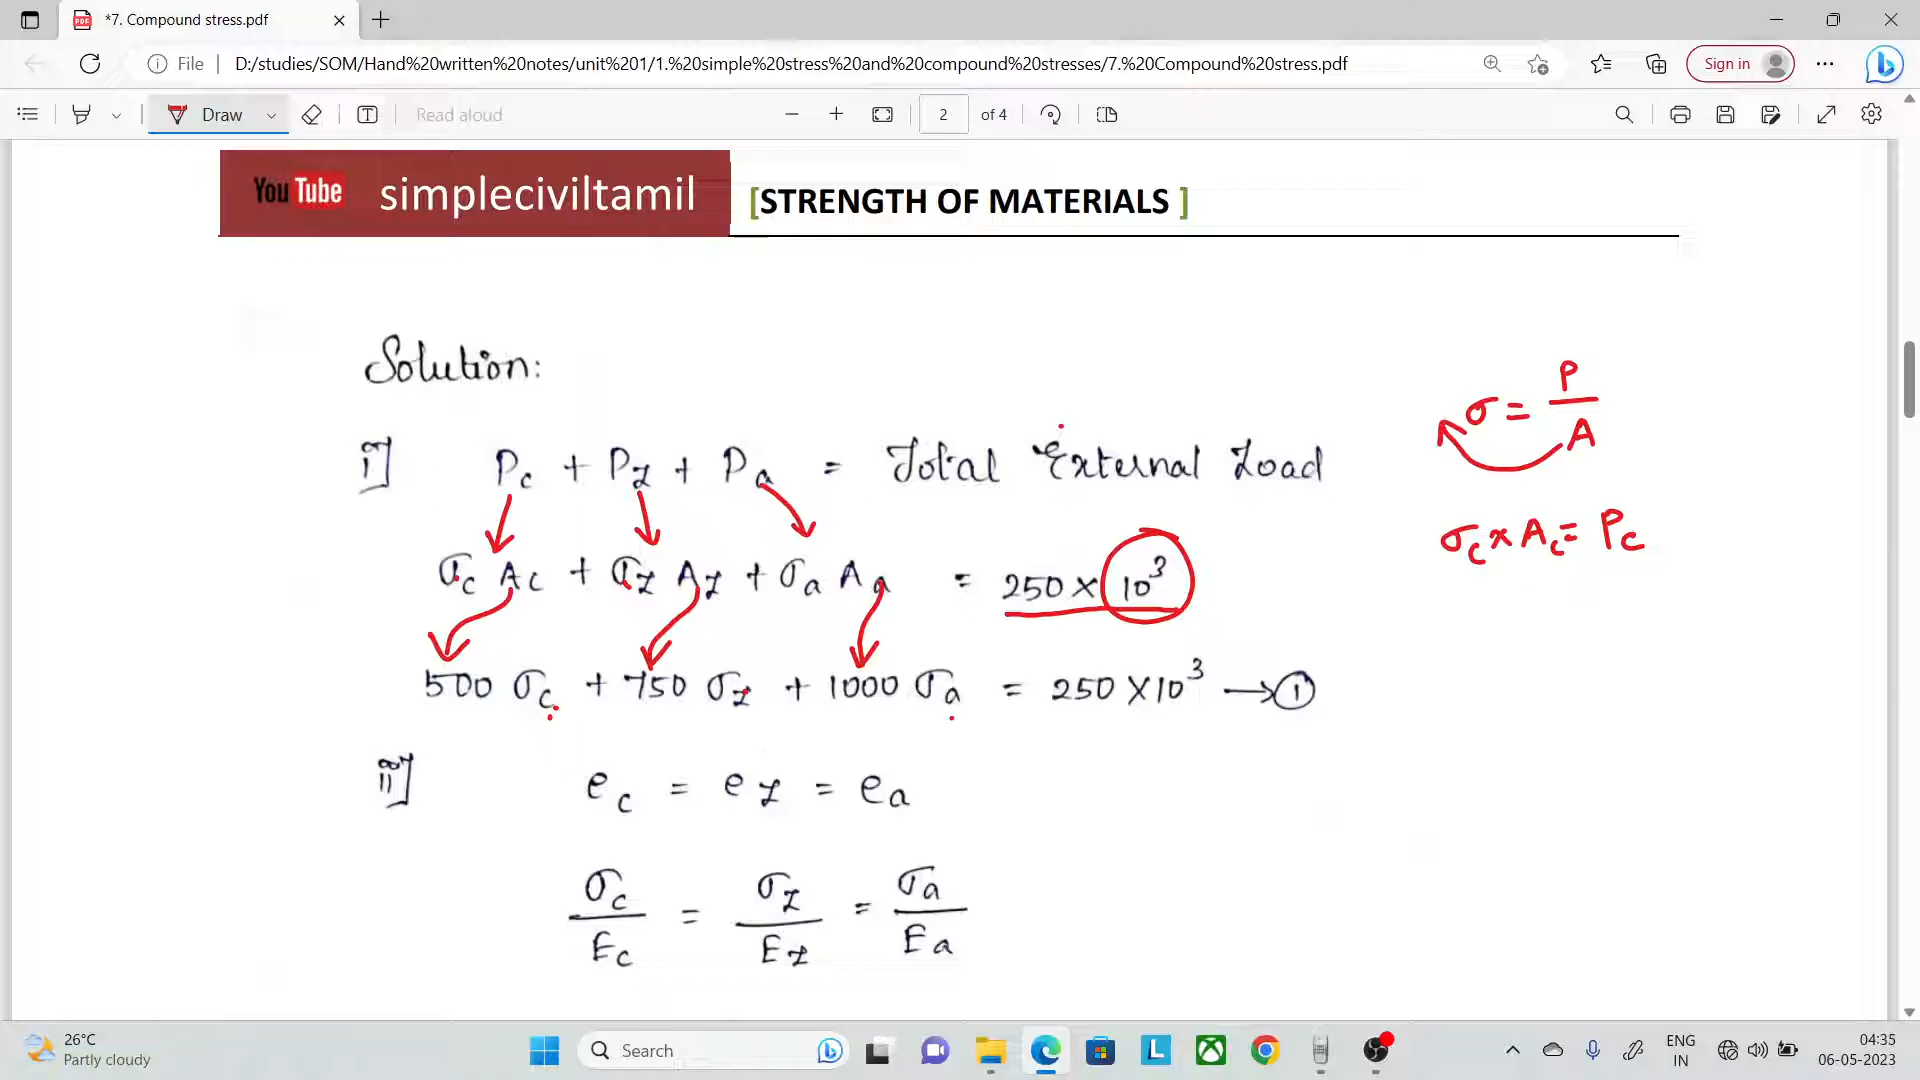 *7. Compound stress.pdf
File | D:/studies/SOM/Hand%20written%20notes/unit%201/1.%20simple%20stress%20and%20compound%20stresses/7.%20Compound%20stress.pdf
Sign in
Draw
Read aloud
2 of 4
You Tube simpleciviltamil [STRENGTH OF MATERIALS ]
Solution:
i] Pc + Pz + Pa = Total External Load
σc Ac + σz Az + σa Aa = 250 × 10³
500 σc + 750 σz + 1000 σa = 250 × 10³ → ①
ii] ec = ez = ea
σc/Ec = σz/Ez = σa/Ea
σ = P/A
σc × Ac = Pc
26°C
Partly cloudy
Search
ENG
IN
04:35
06-05-2023